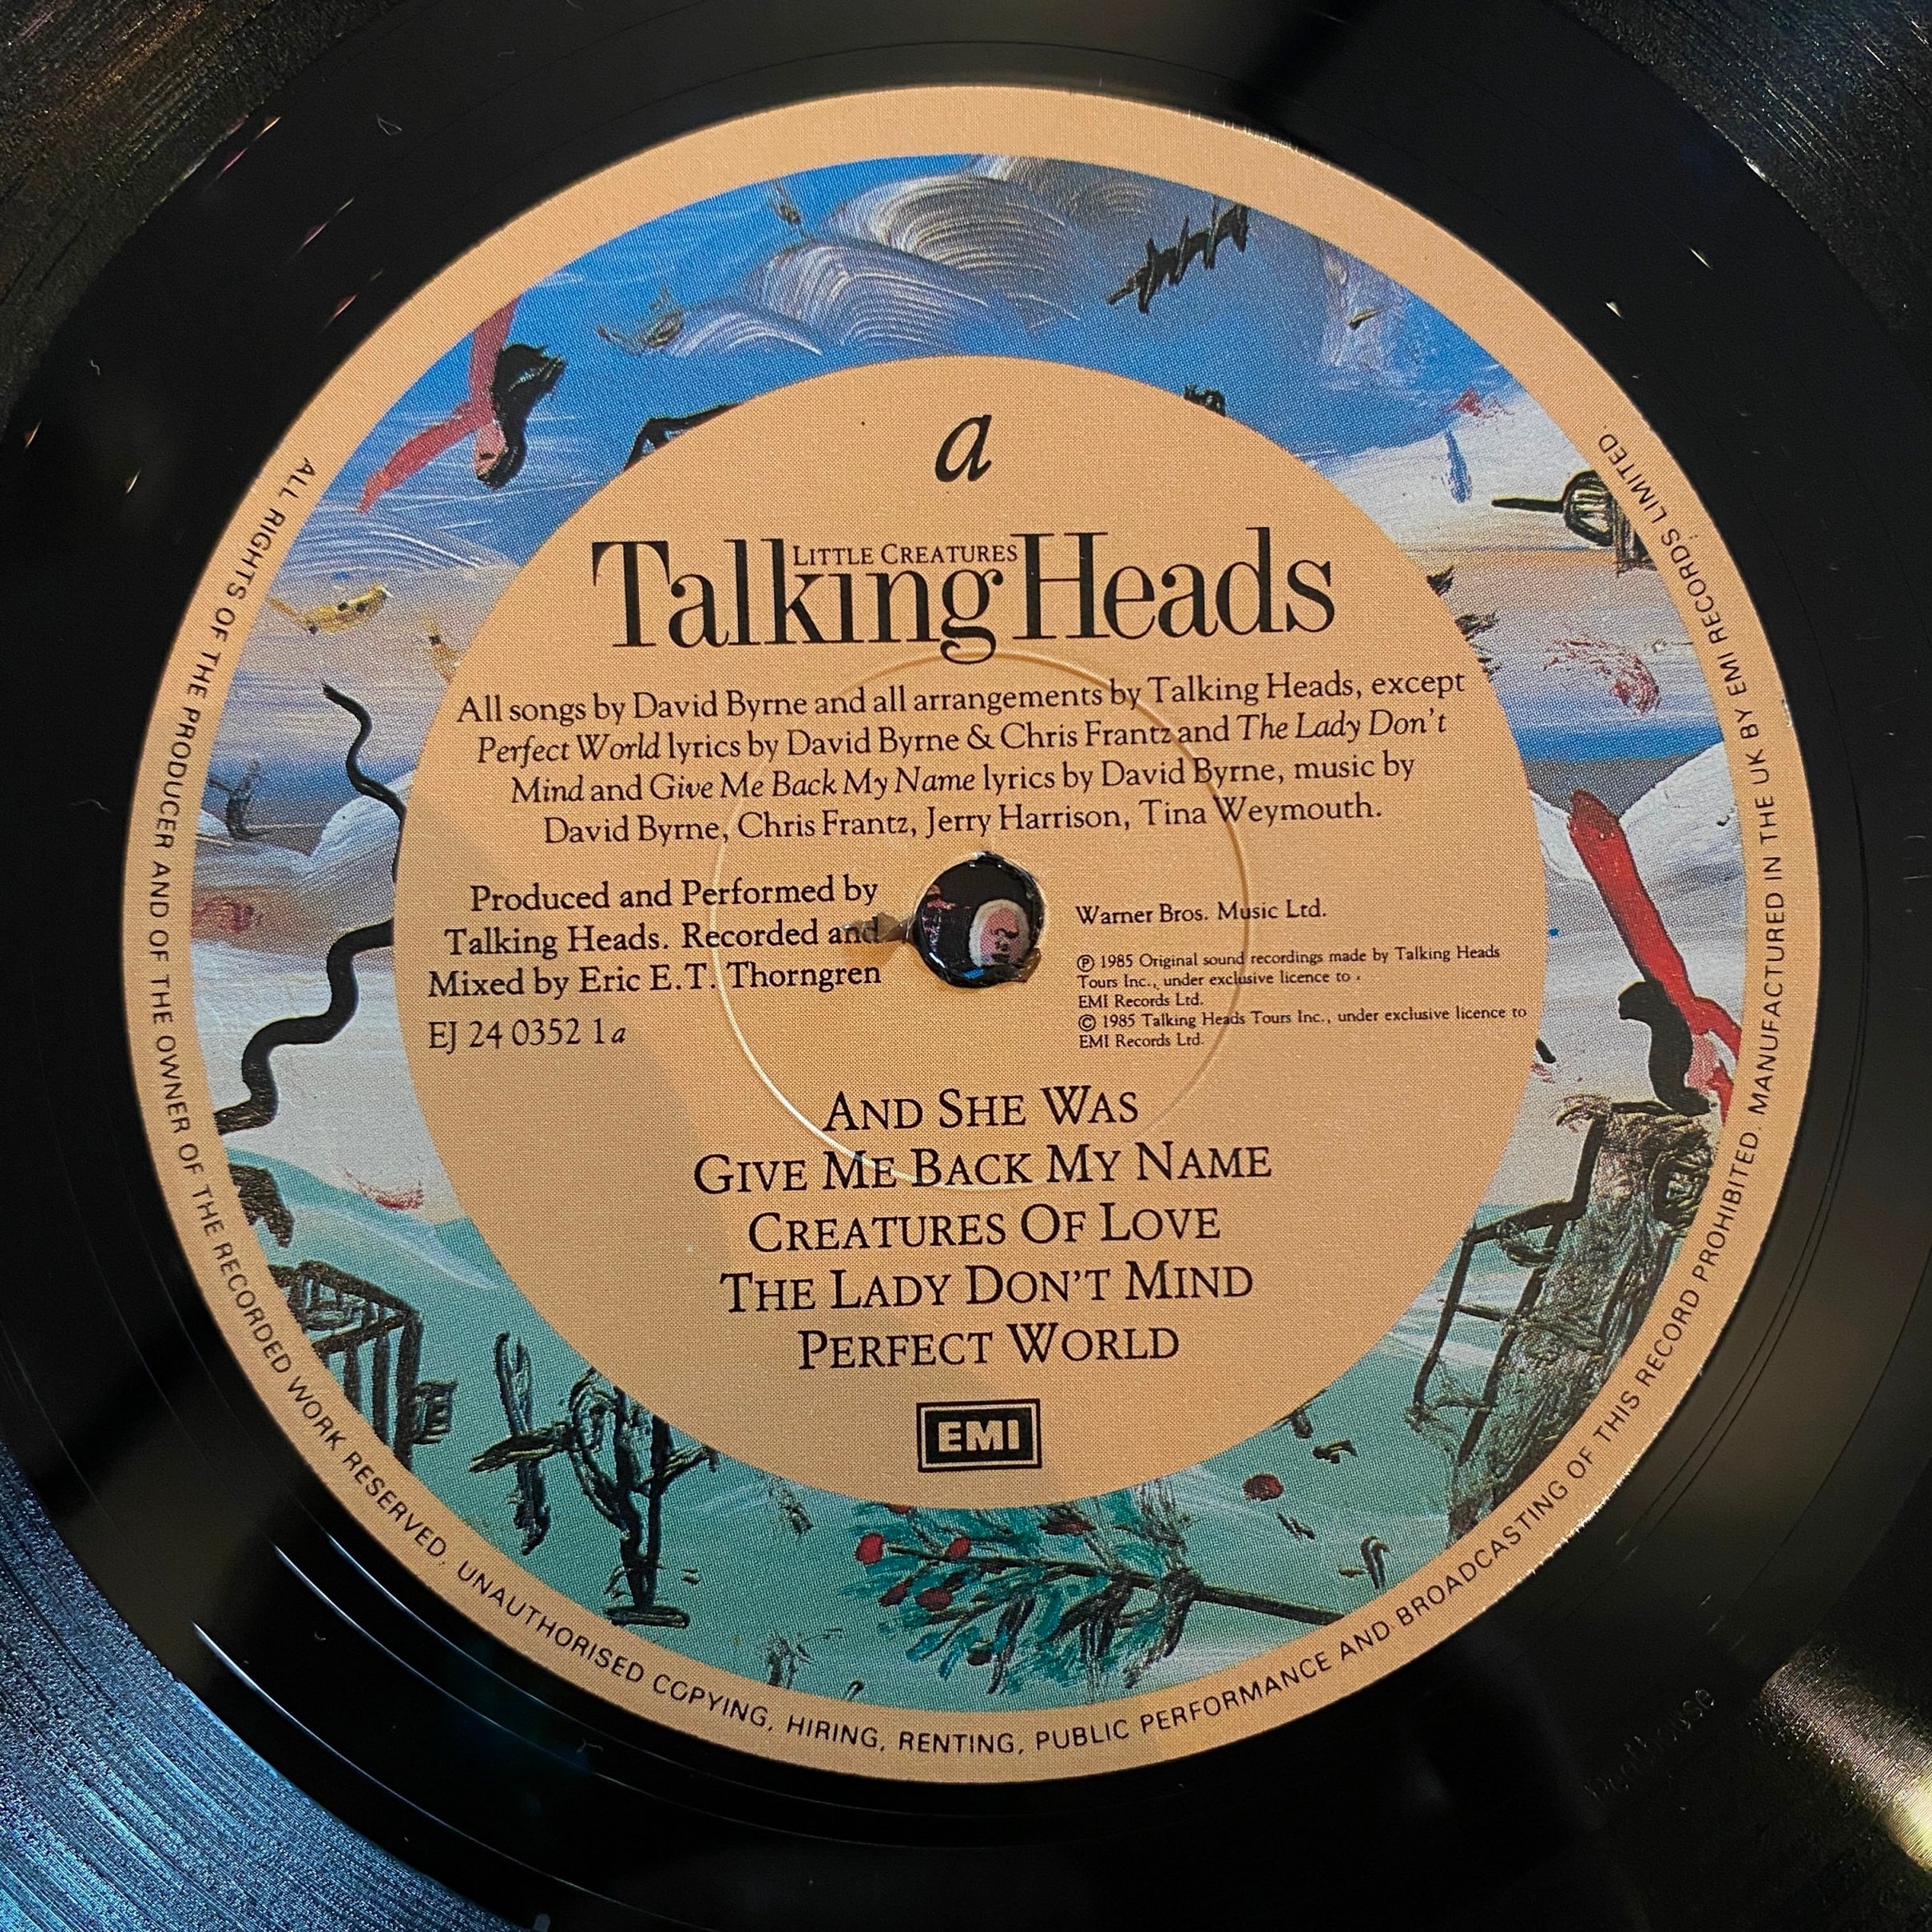 a
LITTLE CREATURES
Talking Heads
All songs by David Byrne and all arrangements by Talking Heads, except
Perfect World lyrics by David Byrne & Chris Frantz and The Lady Don't
Mind and Give Me Back My Name lyrics by David Byrne, music by
David Byrne, Chris Frantz, Jerry Harrison, Tina Weymouth.
Produced and Performed by
Talking Heads. Recorded and
Mixed by Eric E.T. Thorngren
EJ 24 0352 1 a
Warner Bros. Music Ltd.
℗ 1985 Original sound recordings made by Talking Heads
Tours Inc., under exclusive licence to
EMI Records Ltd.
© 1985 Talking Heads Tours Inc., under exclusive licence to
EMI Records Ltd.
AND SHE WAS
GIVE ME BACK MY NAME
CREATURES OF LOVE
THE LADY DON'T MIND
PERFECT WORLD
EMI
ALL RIGHTS OF THE PRODUCER AND OF THE OWNER OF THE RECORDED WORK RESERVED. UNAUTHORISED COPYING, HIRING, RENTING, PUBLIC PERFORMANCE AND BROADCASTING OF THIS RECORD PROHIBITED. MANUFACTURED IN THE UK BY EMI RECORDS LIMITED